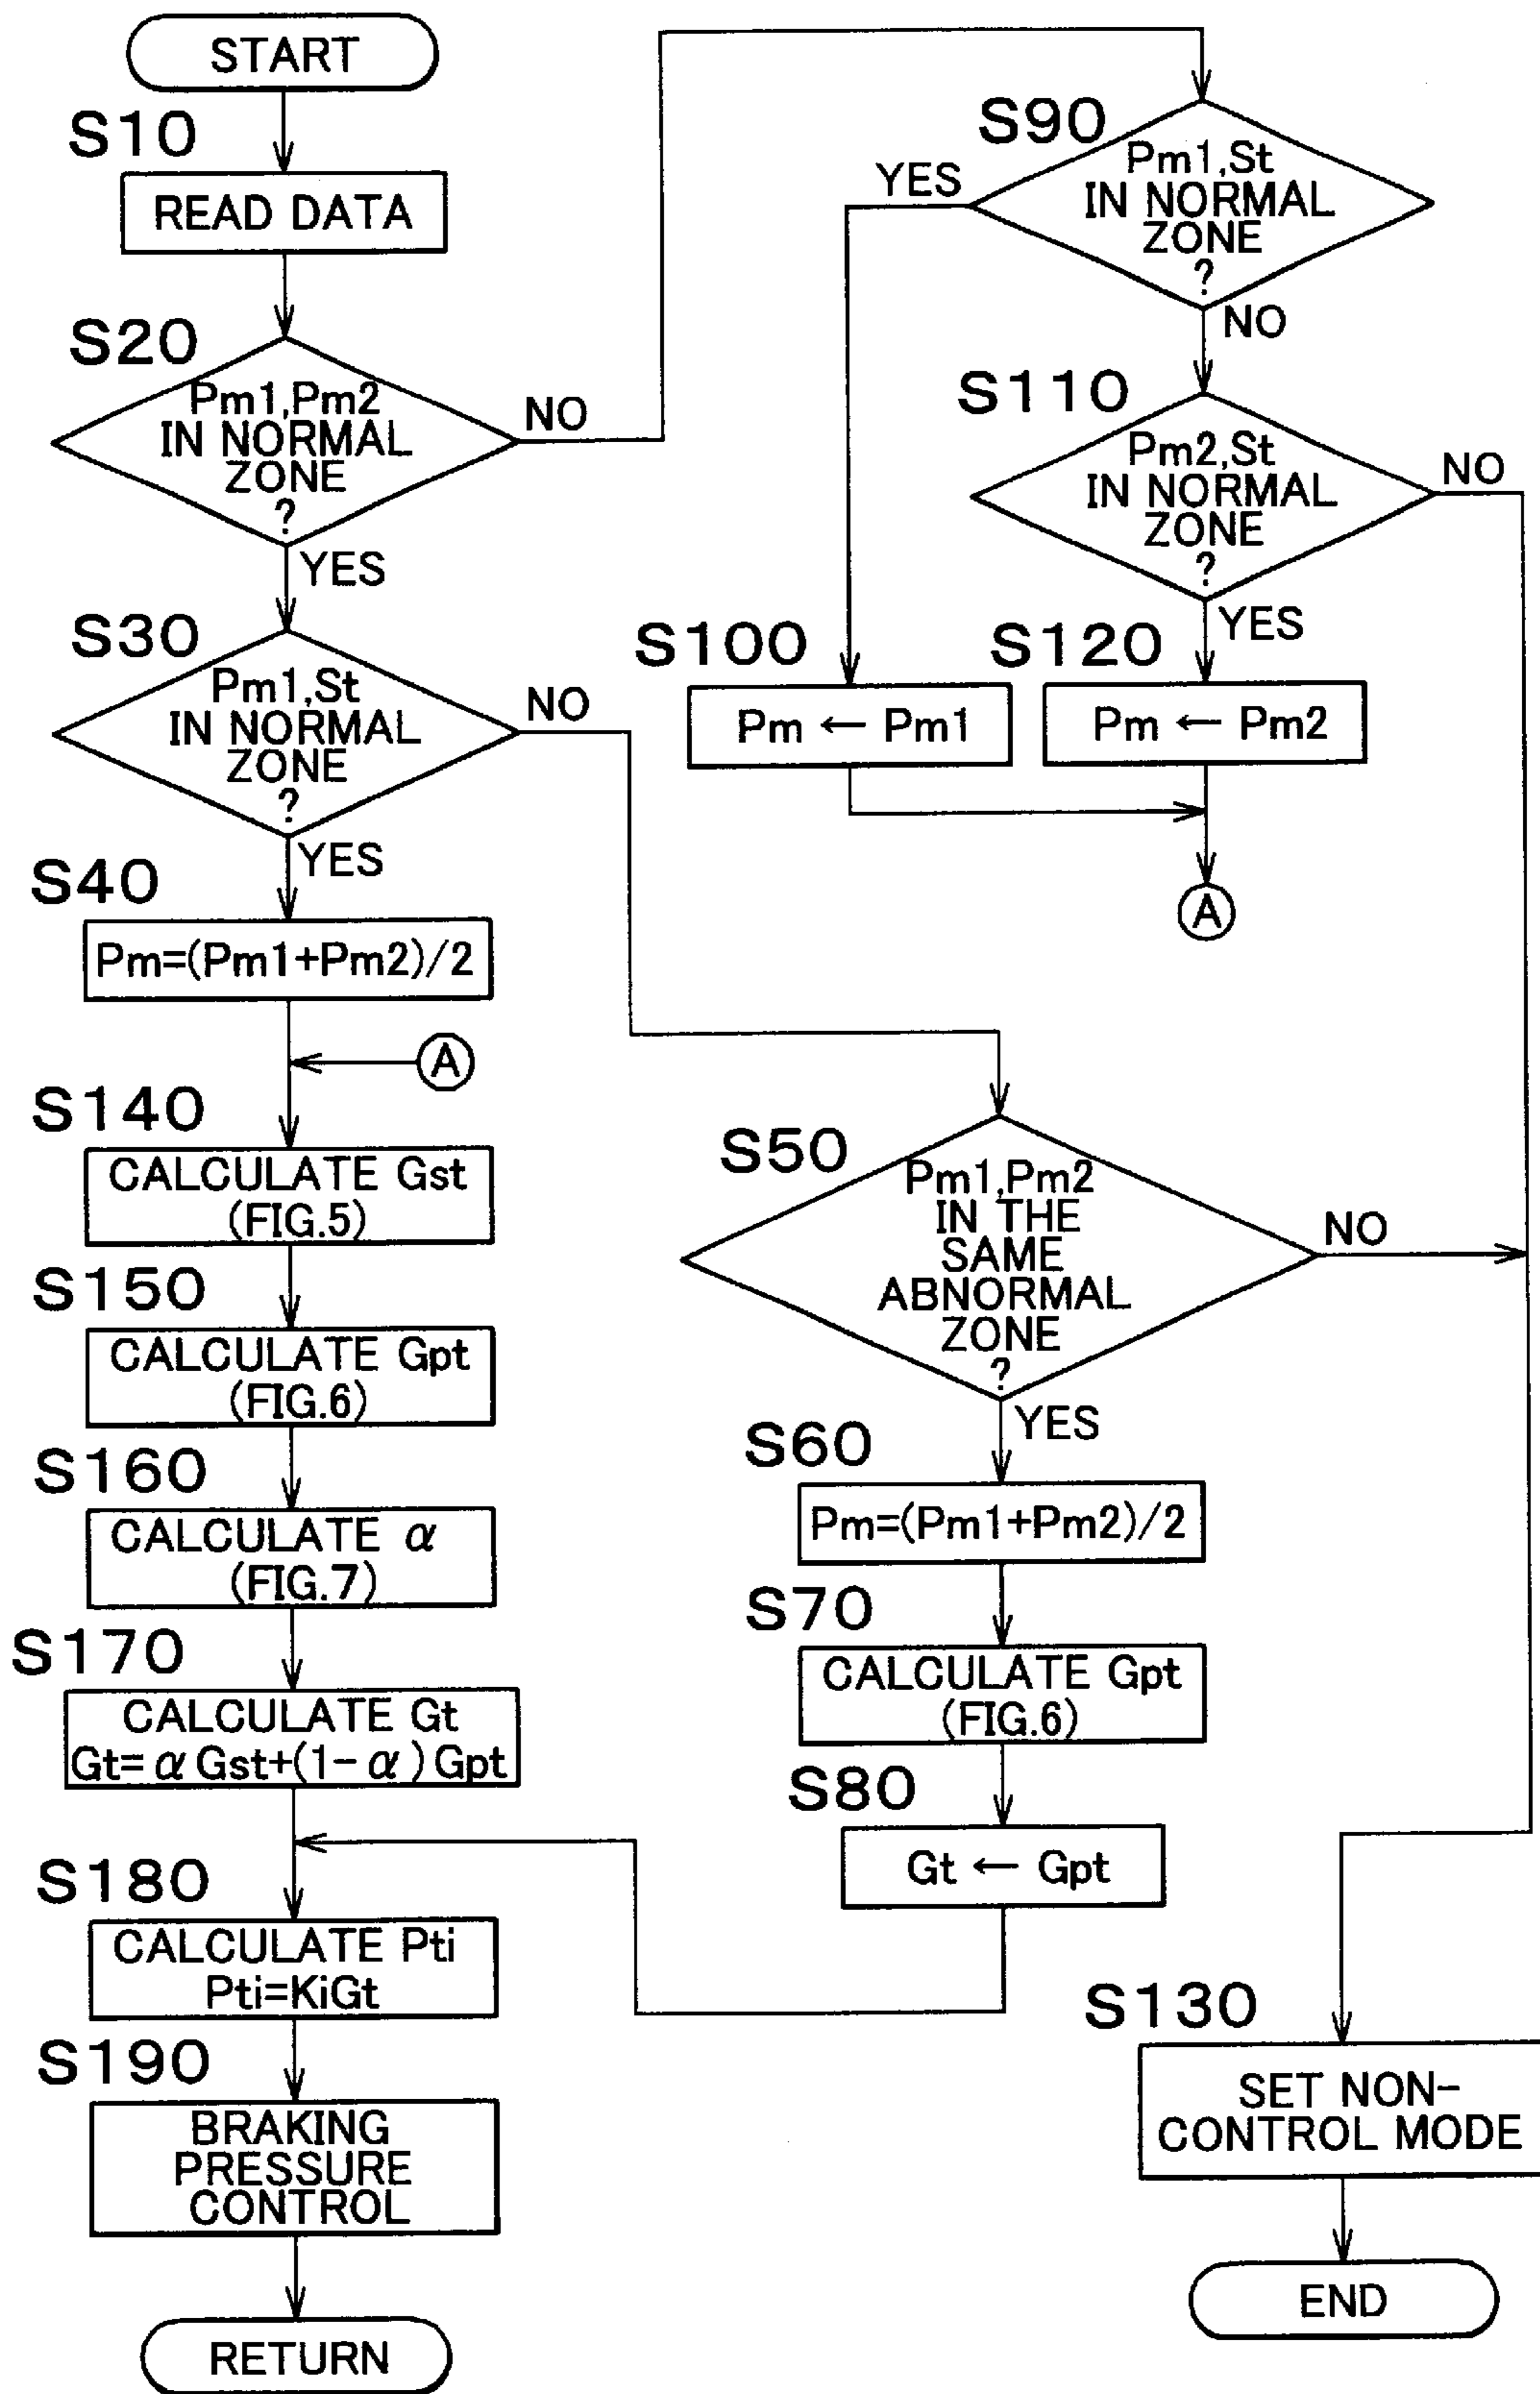 START
S10
READ DATA
S20
Pm1,Pm2
IN NORMAL
ZONE
?
NO
YES
S30
Pm1,St
IN NORMAL
ZONE
?
NO
YES
S40
Pm=(Pm1+Pm2)/2
A
S140
CALCULATE Gst
(FIG.5)
S150
CALCULATE Gpt
(FIG.6)
S160
CALCULATE α
(FIG.7)
S170
CALCULATE Gt
Gt=αGst+(1-α)Gpt
S180
CALCULATE Pti
Pti=KiGt
S190
BRAKING
PRESSURE
CONTROL
RETURN
S90
Pm1,St
IN NORMAL
ZONE
?
YES
NO
S110
Pm2,St
IN NORMAL
ZONE
?
NO
YES
S100
Pm ← Pm1
S120
Pm ← Pm2
A
S50
Pm1,Pm2
IN THE
SAME
ABNORMAL
ZONE
?
NO
YES
S60
Pm=(Pm1+Pm2)/2
S70
CALCULATE Gpt
(FIG.6)
S80
Gt ← Gpt
S130
SET NON-
CONTROL MODE
END